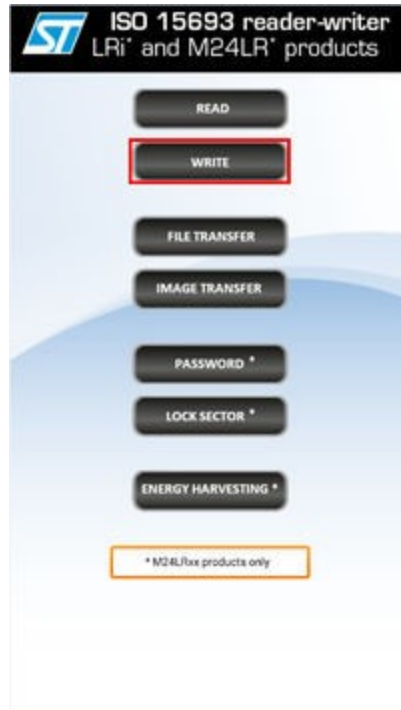 ST
ISO 15693 reader-writer
LRi* and M24LR* products
READ
WRITE
FILE TRANSFER
IMAGE TRANSFER
PASSWORD *
LOCK SECTOR *
ENERGY HARVESTING *
* M24LRxx products only